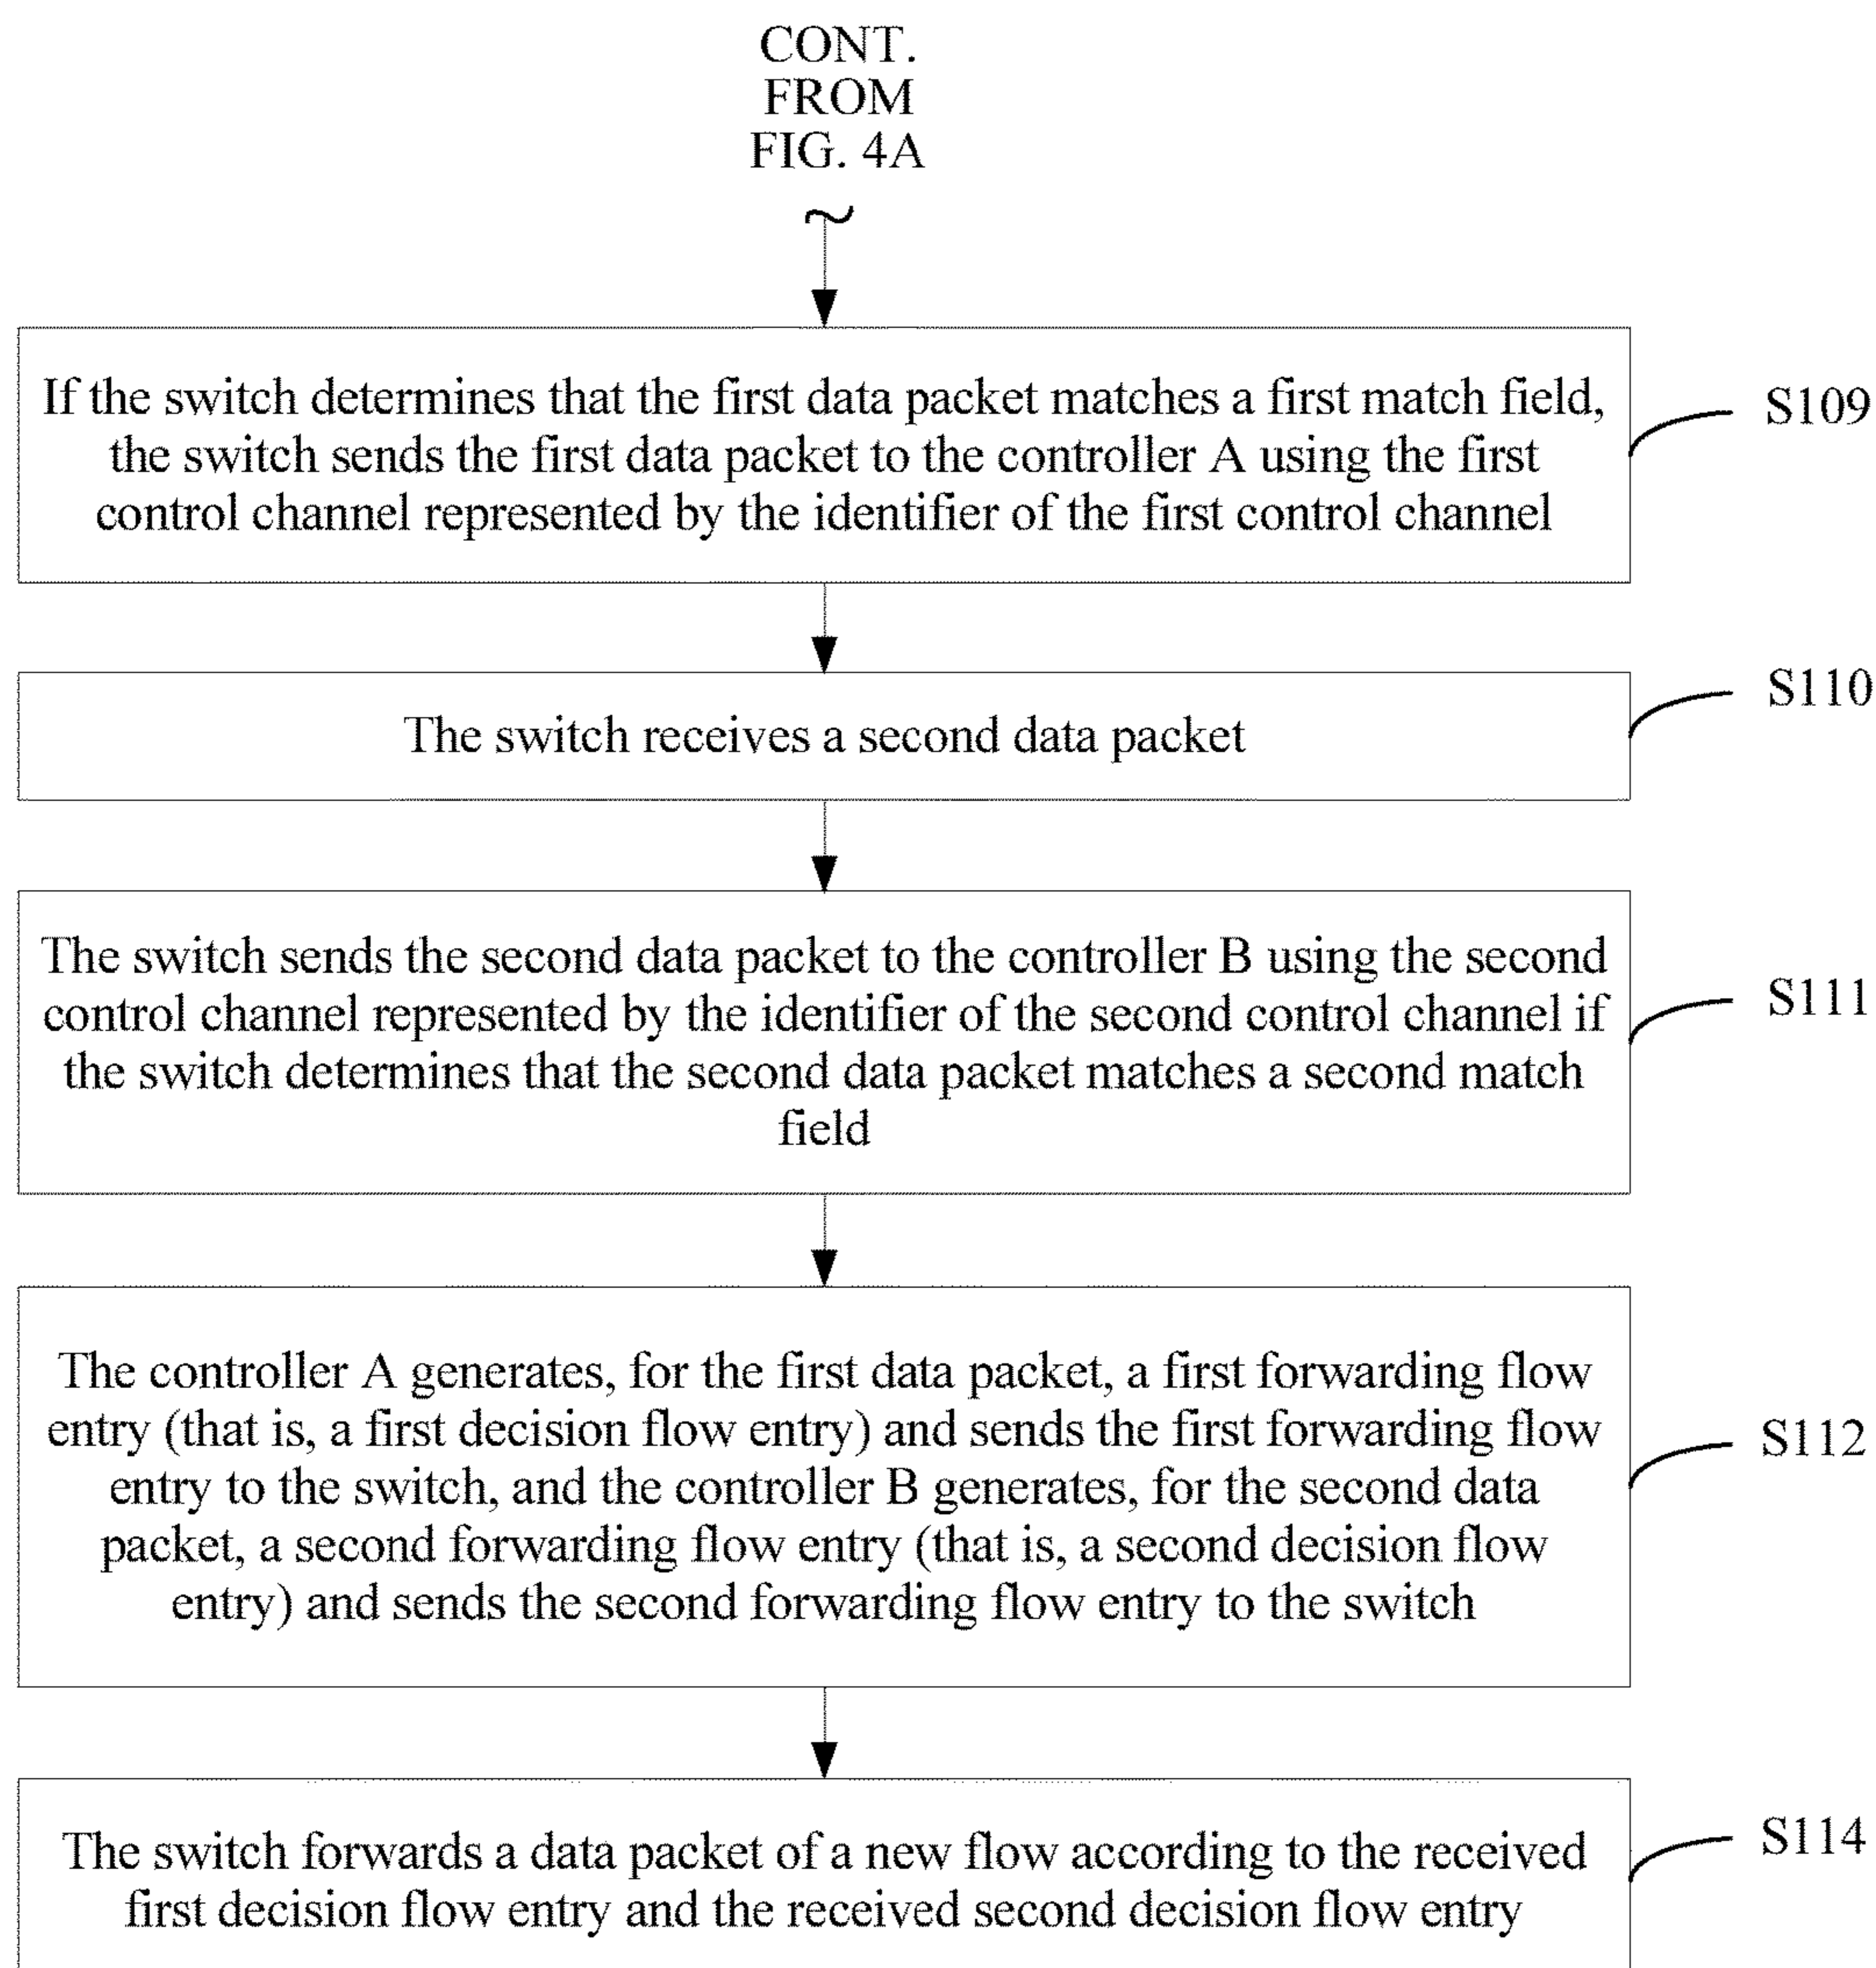 CONT.
FROM
FIG. 4A
If the switch determines that the first data packet matches a first match field,
the switch sends the first data packet to the controller A using the first
control channel represented by the identifier of the first control channel
S109
The switch receives a second data packet
S110
The switch sends the second data packet to the controller B using the second
control channel represented by the identifier of the second control channel if
the switch determines that the second data packet matches a second match
field
S111
The controller A generates, for the first data packet, a first forwarding flow
entry (that is, a first decision flow entry) and sends the first forwarding flow
entry to the switch, and the controller B generates, for the second data
packet, a second forwarding flow entry (that is, a second decision flow
entry) and sends the second forwarding flow entry to the switch
S112
The switch forwards a data packet of a new flow according to the received
first decision flow entry and the received second decision flow entry
S114